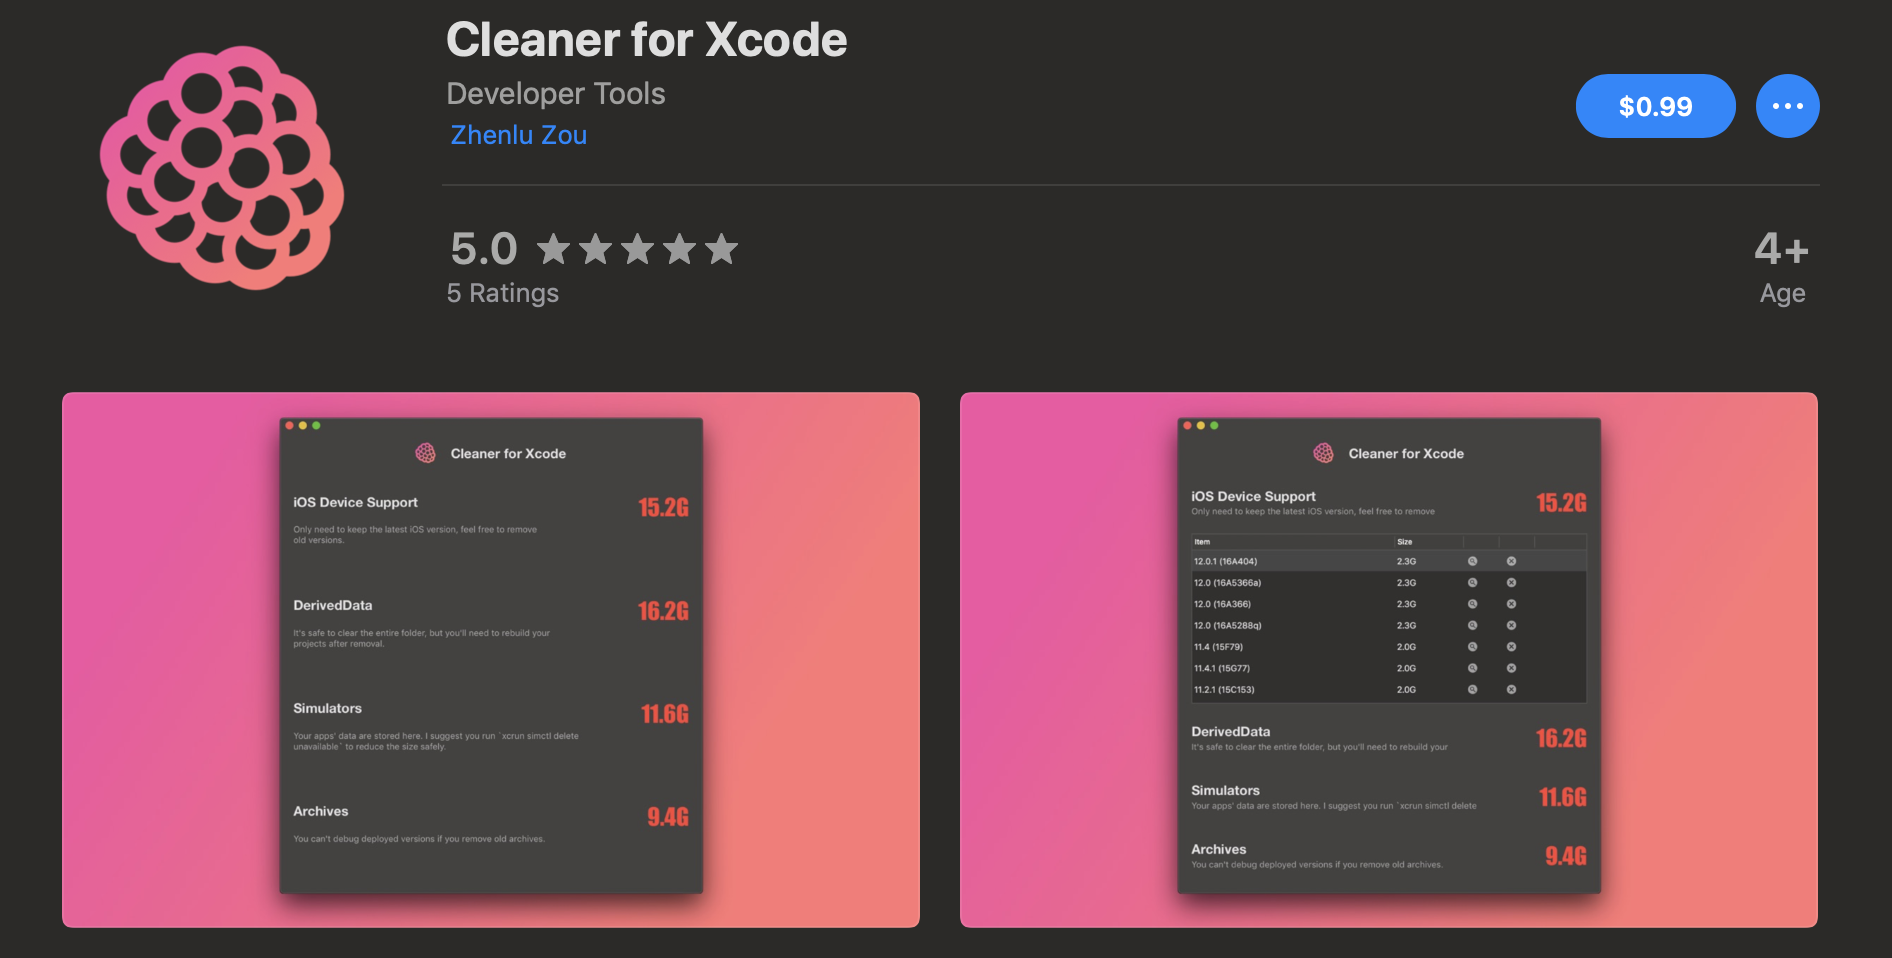 Cleaner for Xcode
Developer Tools
Zhenlu Zou
$0.99
5.0
5 Ratings
4+
Age
Cleaner for Xcode
iOS Device Support
15.2G
Only need to keep the latest iOS version, feel free to remove
old versions.
DerivedData
16.2G
It's safe to clear the entire folder, but you'll need to rebuild your
projects after removal.
Simulators
11.6G
Your apps' data are stored here. I suggest you run `xcrun simctl delete
unavailable` to reduce the size safely.
Archives
9.4G
You can't debug deployed versions if you remove old archives.
Cleaner for Xcode
iOS Device Support
15.2G
Only need to keep the latest iOS version, feel free to remove
Item Size
12.0.1 (16A404) 2.3G
12.0 (16A5366a) 2.3G
12.0 (16A366) 2.3G
12.0 (16A5288q) 2.3G
11.4 (15F79) 2.0G
11.4.1 (15G77) 2.0G
11.2.1 (15C153) 2.0G
DerivedData
16.2G
It's safe to clear the entire folder, but you'll need to rebuild your
Simulators
11.6G
Your apps' data are stored here. I suggest you run `xcrun simctl delete
Archives
9.4G
You can't debug deployed versions if you remove old archives.